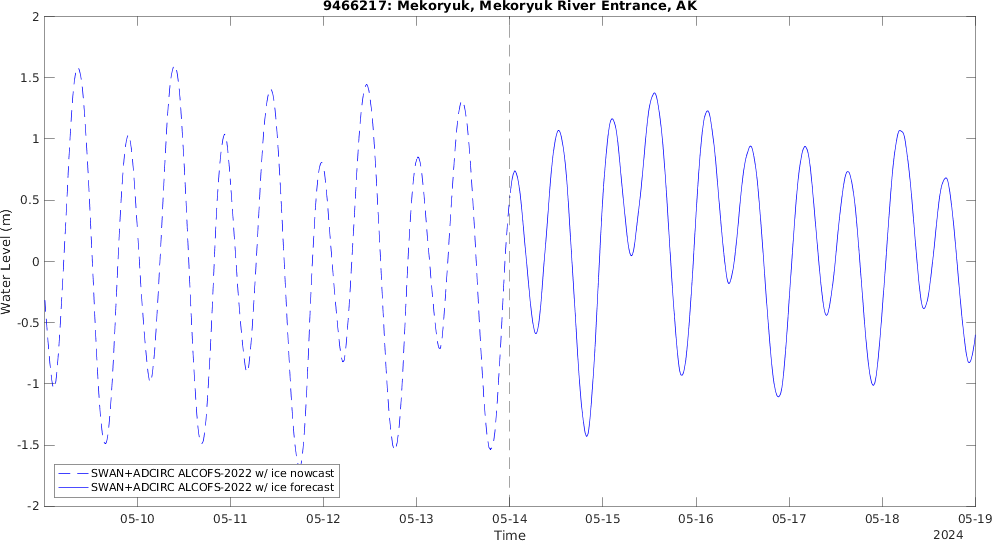 9466217: Mekoryuk, Mekoryuk River Entrance, AK
2
1.5
1
0.5
0
-0.5
-1
-1.5
-2
Water Level (m)
SWAN+ADCIRC ALCOFS-2022 w/ ice nowcast
SWAN+ADCIRC ALCOFS-2022 w/ ice forecast
05-10 05-11 05-12 05-13 05-14 05-15 05-16 05-17 05-18 05-19
Time
2024